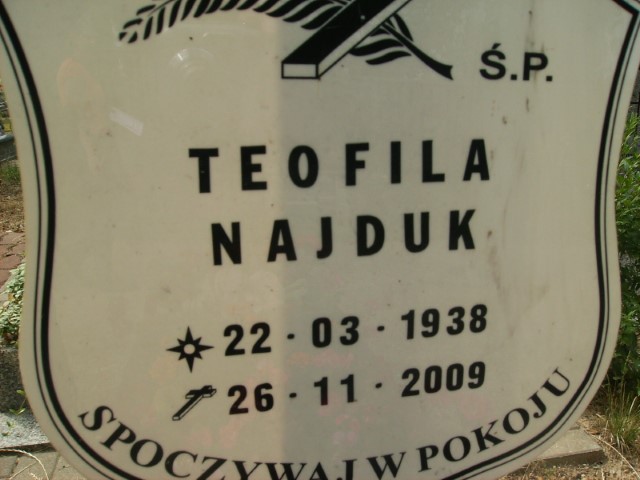 Ś.P.
TEOFILA
NAJDUK
22 · 03 · 1938
26 · 11 · 2009
SPOCZYWAJ W POKOJU